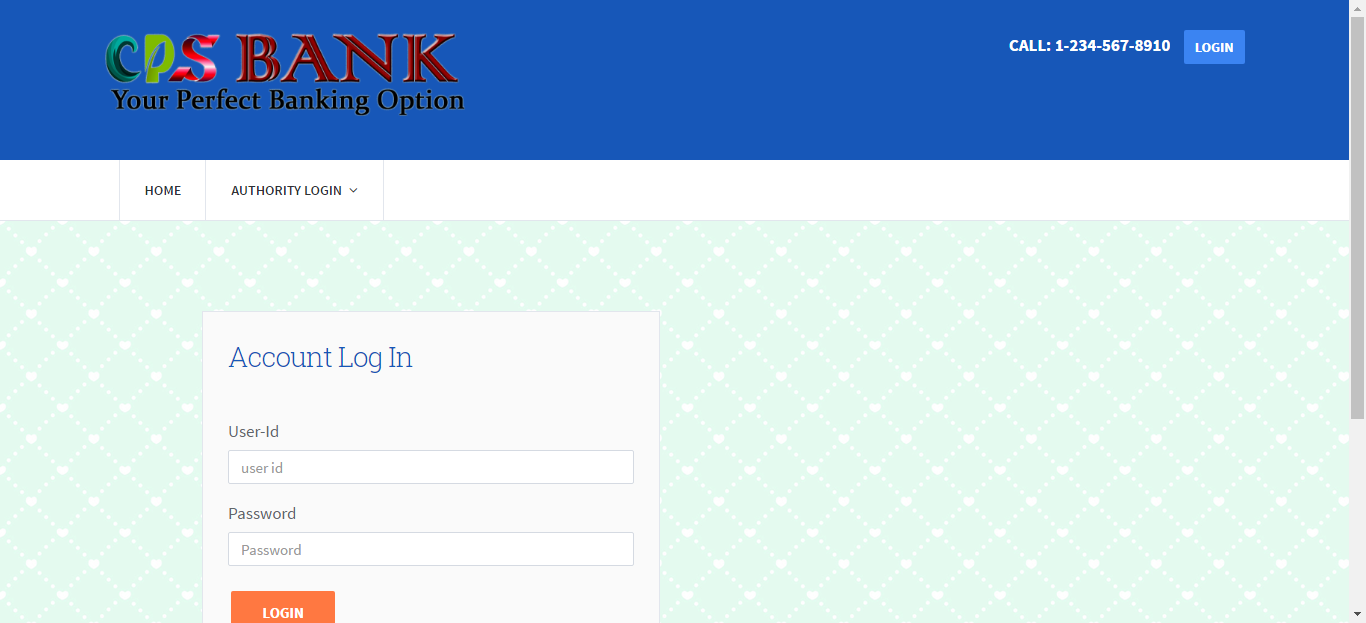 CPS BANK
Your Perfect Banking Option
CALL: 1-234-567-8910
LOGIN
HOME
AUTHORITY LOGIN
Account Log In
User-Id
user id
Password
Password
LOGIN